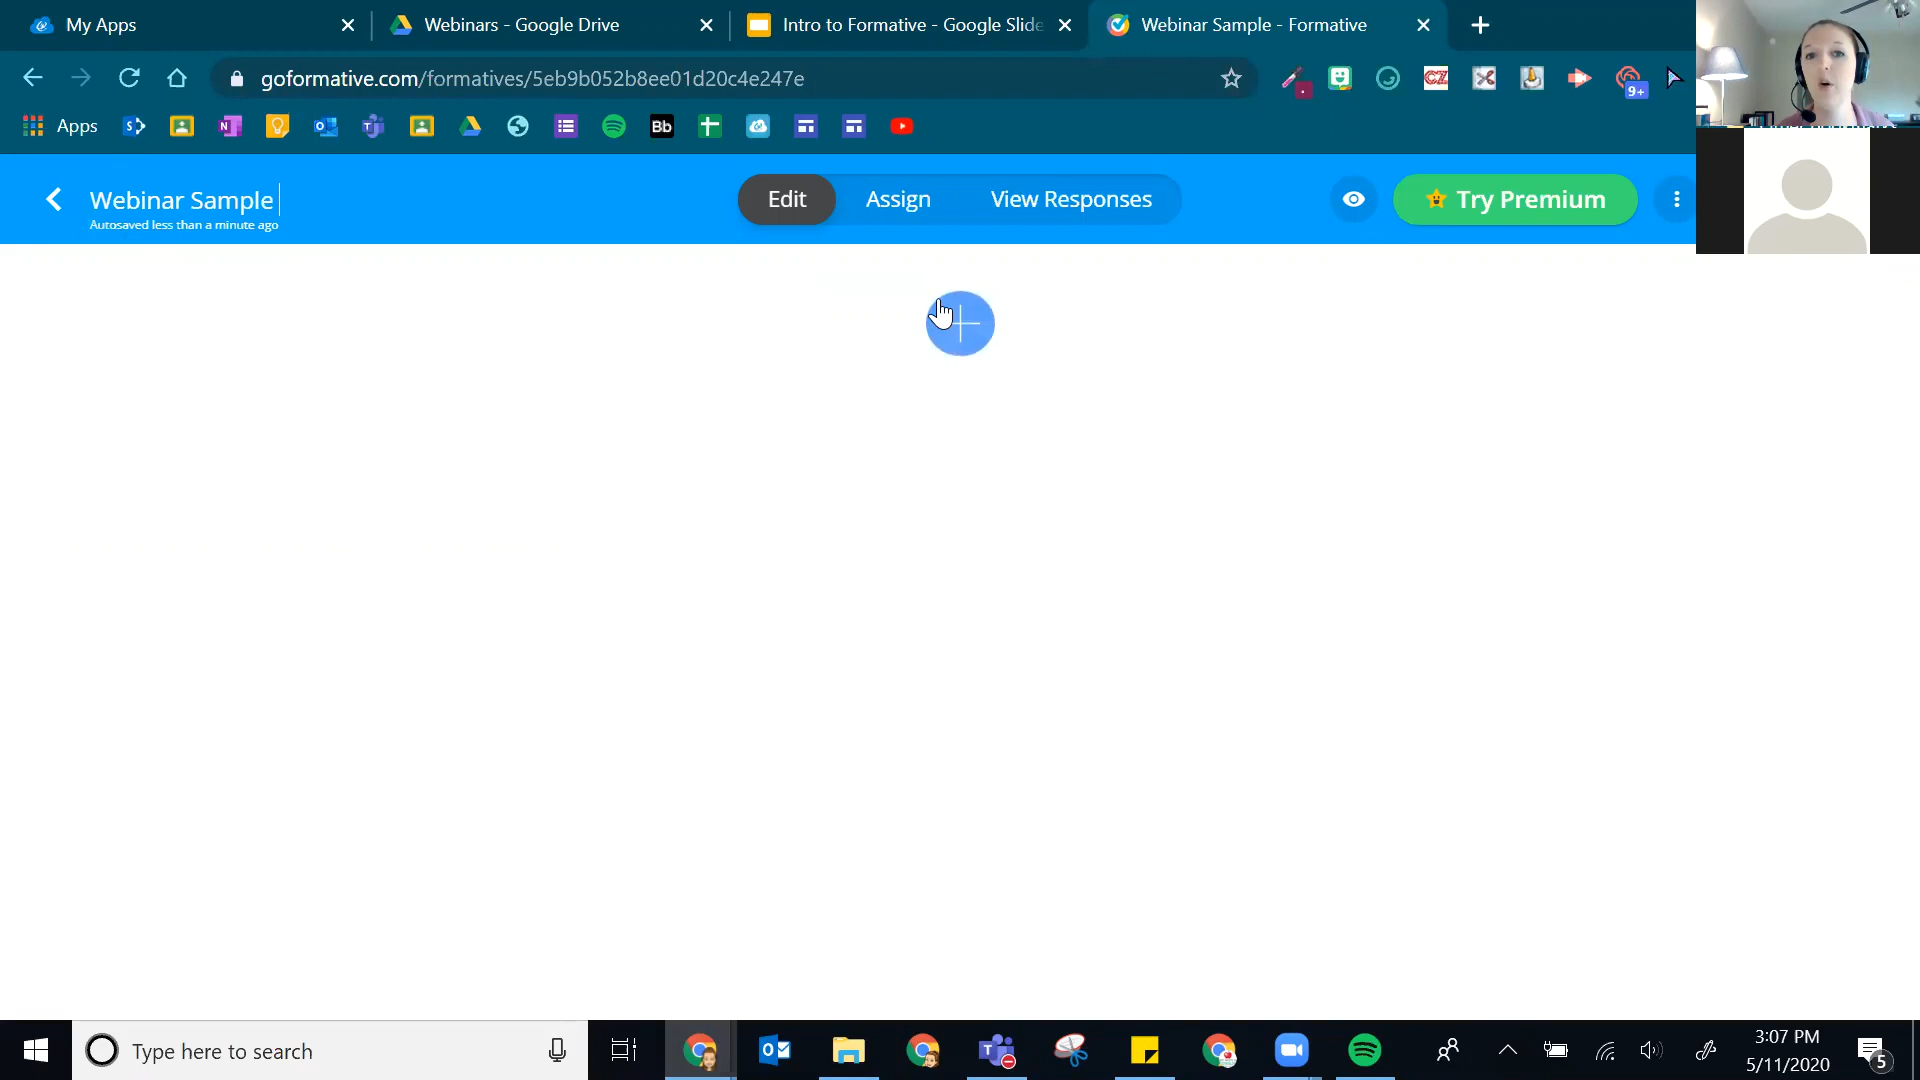 My Apps
Webinars - Google Drive
Intro to Formative - Google Slide
Webinar Sample - Formative
goformative.com/formatives/5eb9b052b8ee01d20c4e247e
CZ
9+
Apps
Bb
Webinar Sample
Autosaved less than a minute ago
Edit
Assign
View Responses
Try Premium
Type here to search
3:07 PM
5/11/2020
5